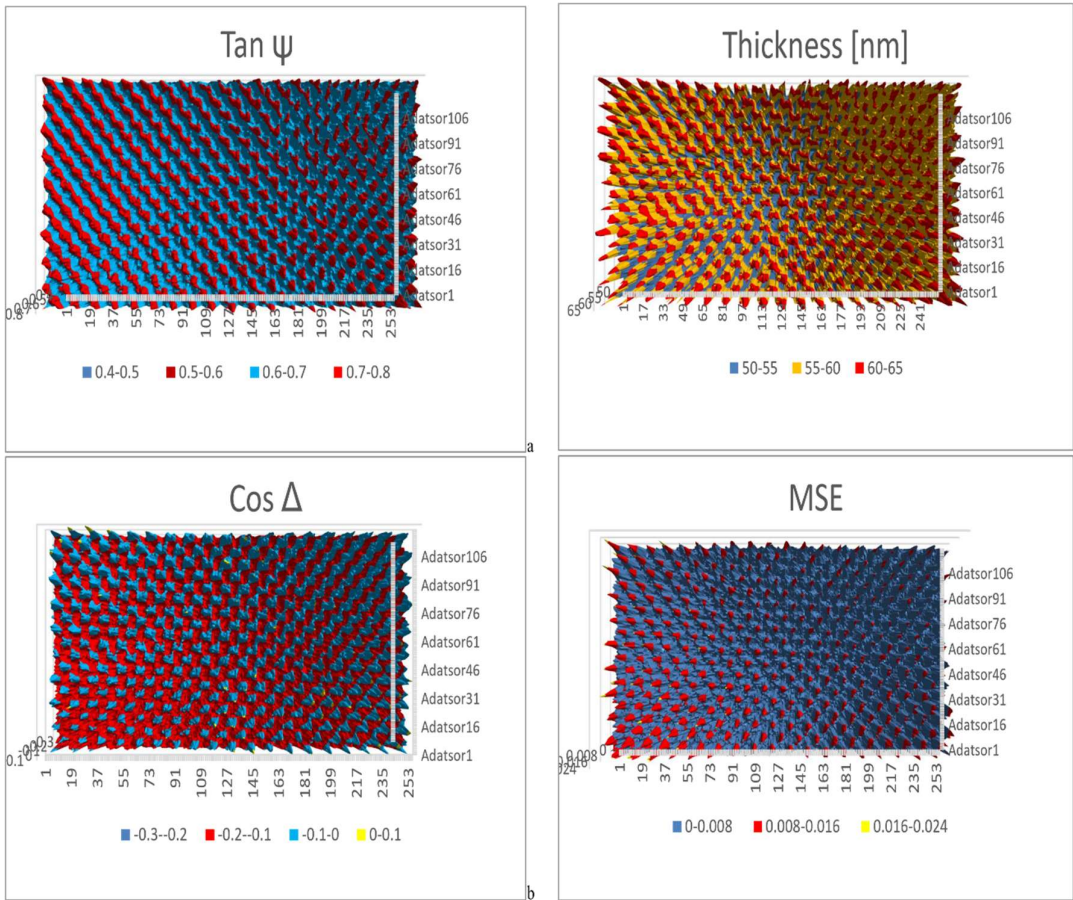 Tan ψ
Adatsor106
Adatsor91
Adatsor76
Adatsor61
Adatsor46
Adatsor31
Adatsor16
Adatsor1
1 19 37 55 73 91 109 127 145 163 181 199 217 235 253
0.4-0.5 0.5-0.6 0.6-0.7 0.7-0.8
a
Thickness [nm]
Adatsor106
Adatsor91
Adatsor76
Adatsor61
Adatsor46
Adatsor31
Adatsor16
Adatsor1
65 60 55 50
1 17 33 49 65 81 97 113 129 145 161 177 193 209 225 241
50-55 55-60 60-65
Cos Δ
Adatsor106
Adatsor91
Adatsor76
Adatsor61
Adatsor46
Adatsor31
Adatsor16
Adatsor1
1 19 37 55 73 91 109 127 145 163 181 199 217 235 253
-0.3--0.2 -0.2--0.1 -0.1-0 0-0.1
b
MSE
Adatsor106
Adatsor91
Adatsor76
Adatsor61
Adatsor46
Adatsor31
Adatsor16
Adatsor1
1 19 37 55 73 91 109 127 145 163 181 199 217 235 253
0-0.008 0.008-0.016 0.016-0.024